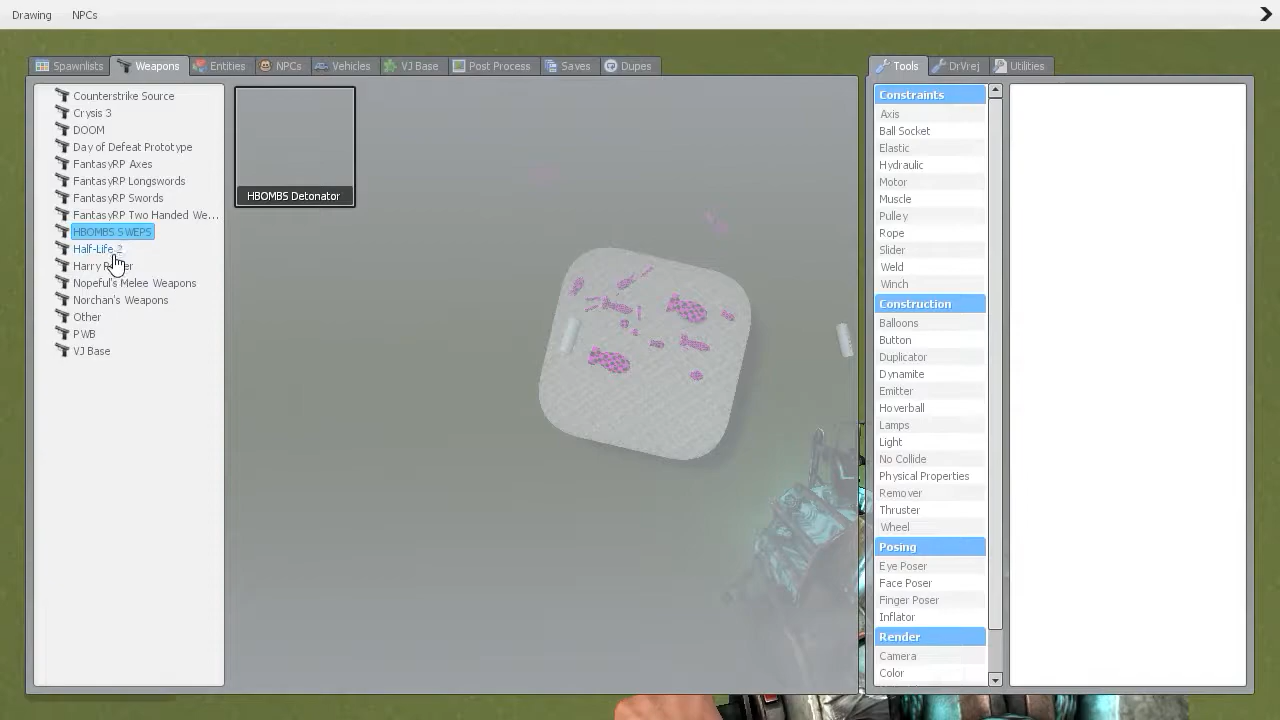 Drawing NPCs
Spawnlists Weapons Entities NPCs Vehicles VJ Base Post Process Saves Dupes
Tools DrVrej Utilities
Counterstrike Source
Crysis 3
DOOM
Day of Defeat Prototype
FantasyRP Axes
FantasyRP Longswords
FantasyRP Swords
FantasyRP Two Handed We...
HBOMBS SWEPS
Half-Life 2
Harry
Nopeful's Melee Weapons
Norchan's Weapons
Other
PWB
VJ Base
HBOMBS Detonator
Constraints
Axis
Ball Socket
Elastic
Hydraulic
Motor
Muscle
Pulley
Rope
Slider
Weld
Winch
Construction
Balloons
Button
Duplicator
Dynamite
Emitter
Hoverball
Lamps
Light
No Collide
Physical Properties
Remover
Thruster
Wheel
Posing
Eye Poser
Face Poser
Finger Poser
Inflator
Render
Camera
Color